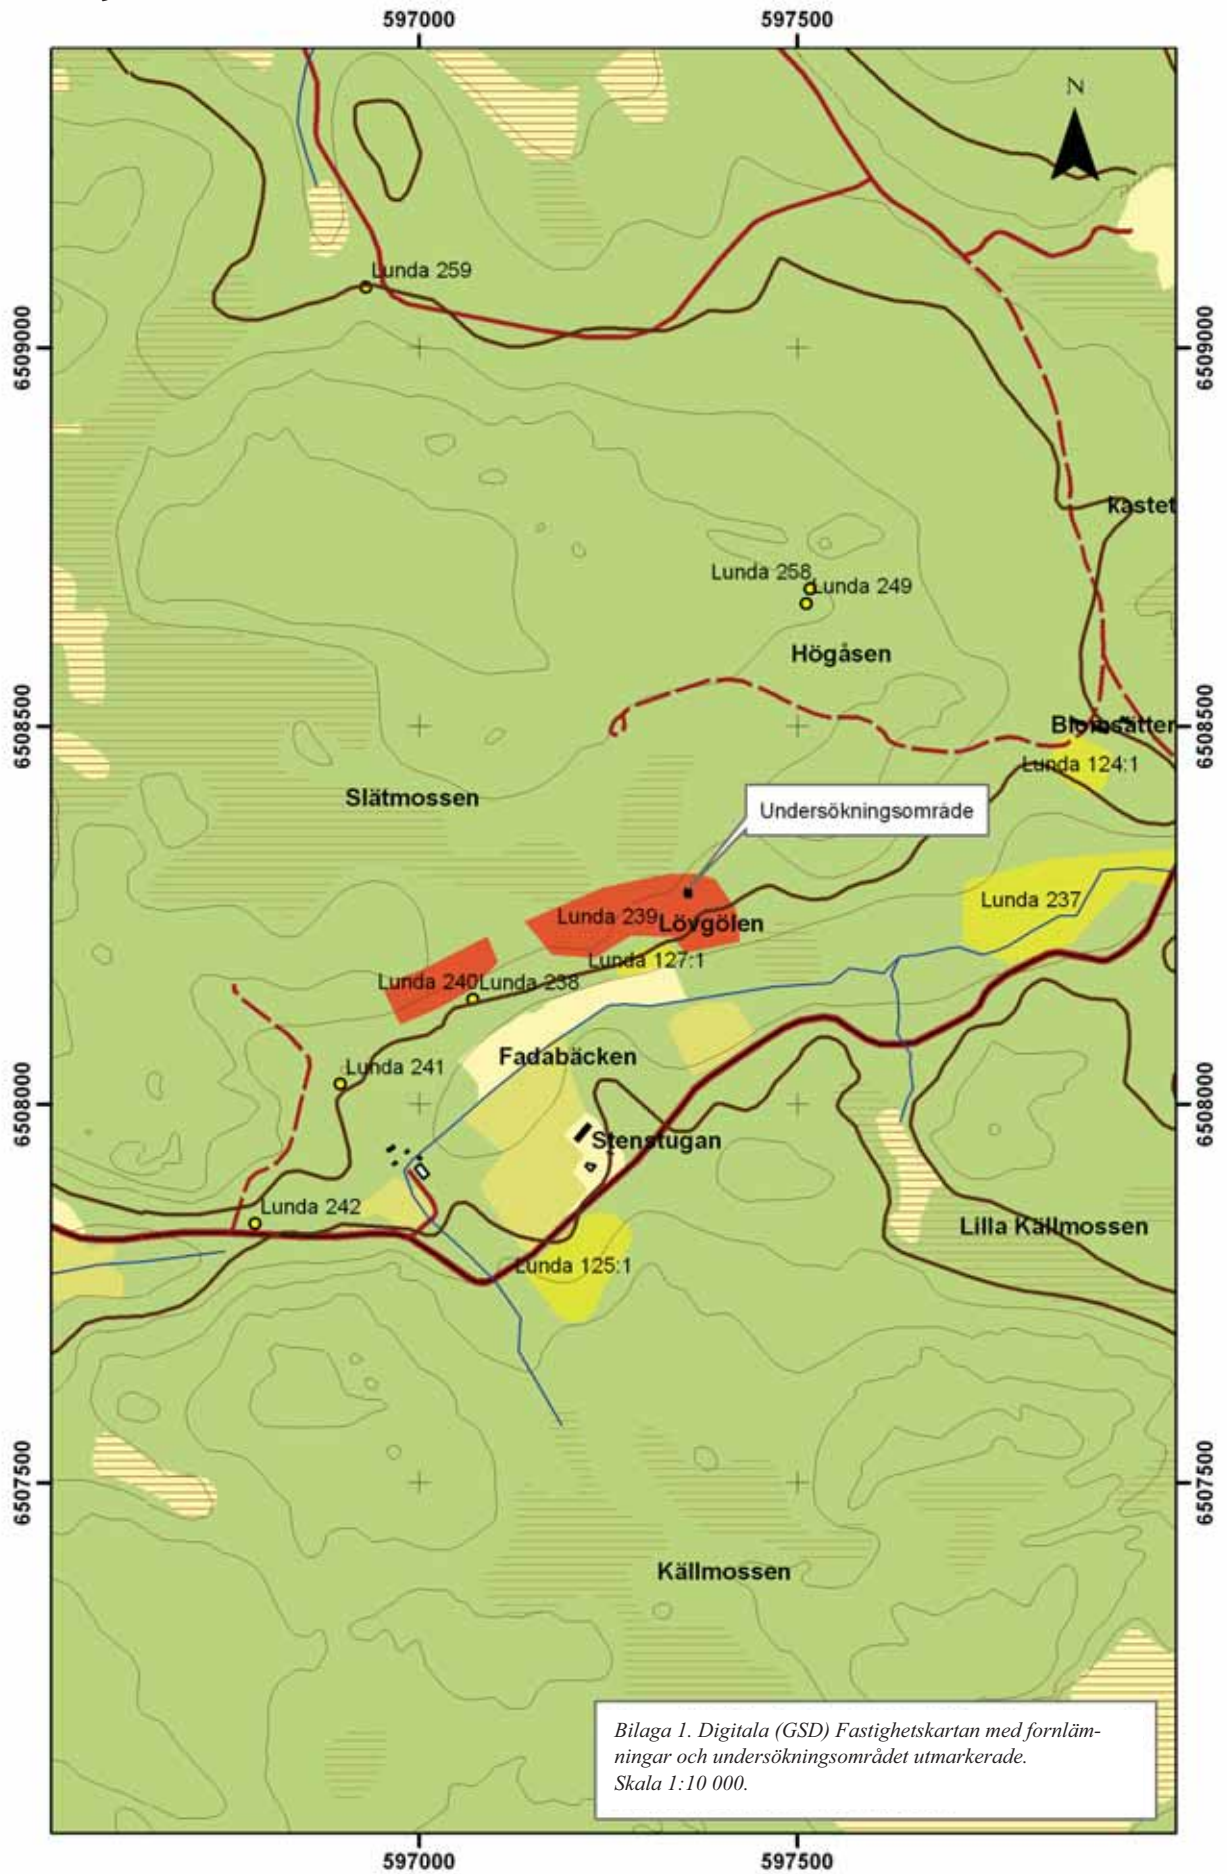 597000
597500
N
Lunda 259
6509000
6509000
kastet
Lunda 258
Lunda 249
Högåsen
6508500
6508500
Blomsätter
Lunda 124:1
Slätmossen
Undersökningsområde
Lunda 237
Lunda 239
Lövgölen
Lunda 127:1
Lunda 240
Lunda 238
Fadabäcken
Lunda 241
6508000
6508000
Stenstugan
Lunda 242
Lilla Källmossen
Lunda 125:1
6507500
6507500
Källmossen
Bilaga 1. Digitala (GSD) Fastighetskartan med fornläm-
ningar och undersökningsområdet utmarkerade.
Skala 1:10 000.
597000
597500